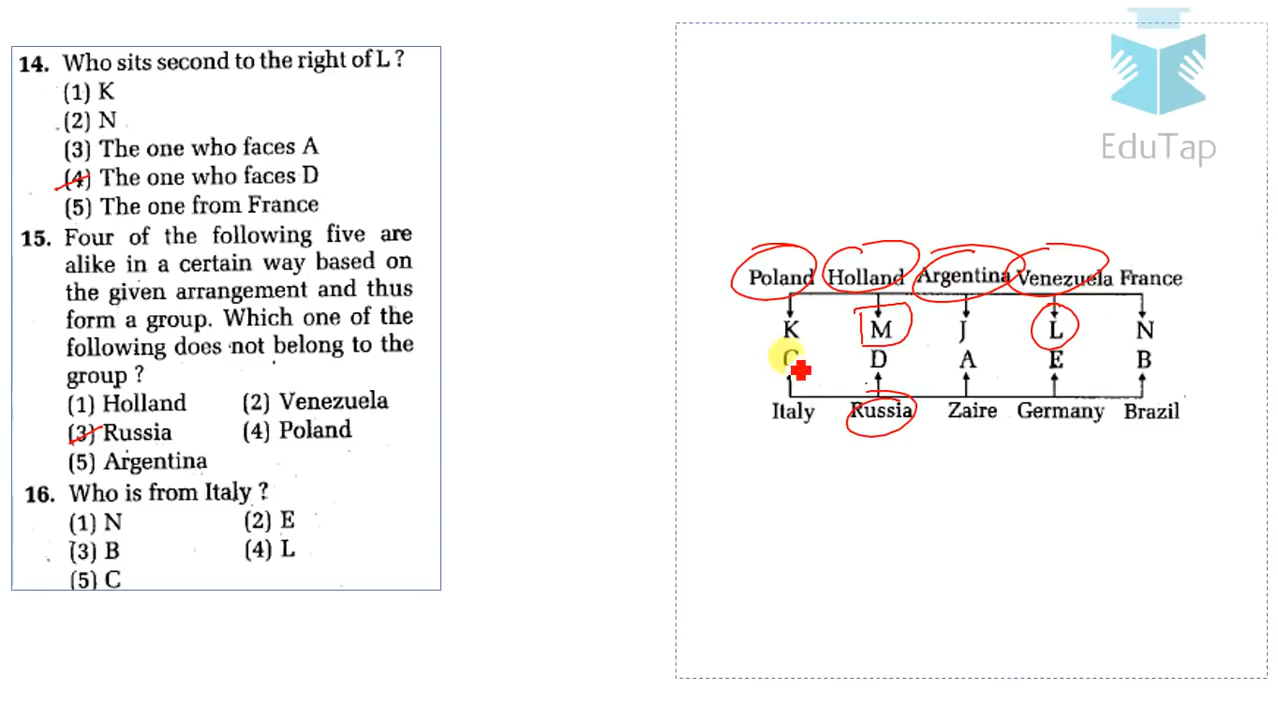 14. Who sits second to the right of L ?
(1) K
(2) N
(3) The one who faces A
(4) The one who faces D
(5) The one from France
15. Four of the following five are
alike in a certain way based on
the given arrangement and thus
form a group. Which one of the
following does not belong to the
group ?
(1) Holland (2) Venezuela
(3) Russia (4) Poland
(5) Argentina
16. Who is from Italy ?
(1) N (2) E
(3) B (4) L
(5) C
EduTap
Poland Holland Argentina Venezuela France
K M J L N
C D A E B
Italy Russia Zaire Germany Brazil